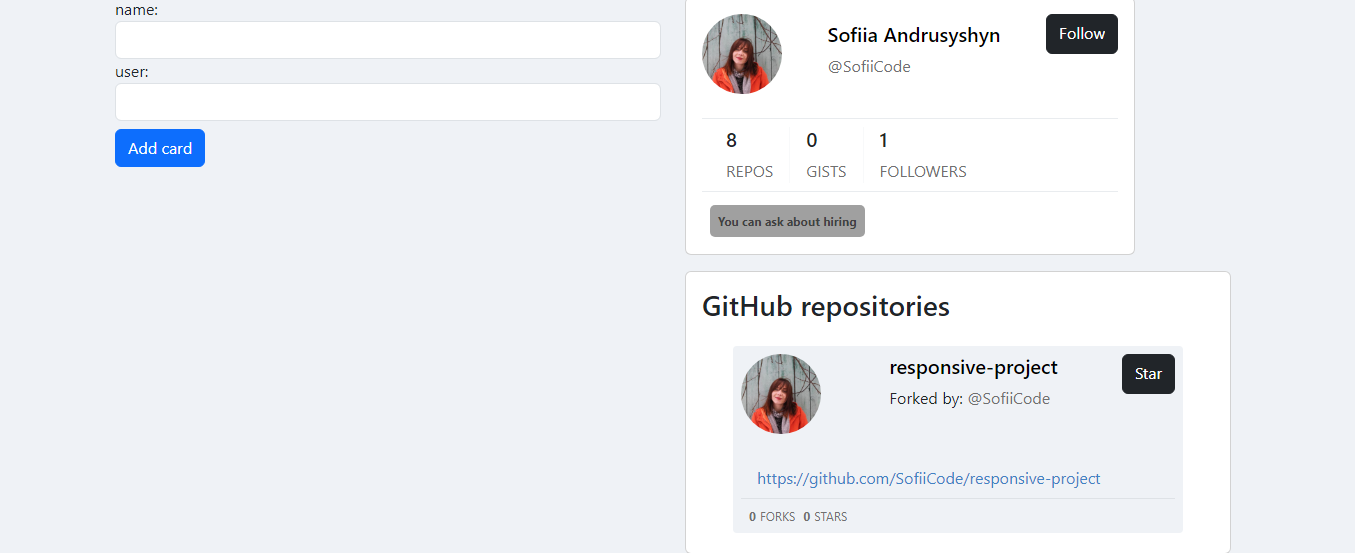 name:
user:
Add card
Sofiia Andrusyshyn
@SofiiCode
Follow
8
REPOS
0
GISTS
1
FOLLOWERS
You can ask about hiring
GitHub repositories
responsive-project
Forked by: @SofiiCode
Star
https://github.com/SofiiCode/responsive-project
0 FORKS 0 STARS